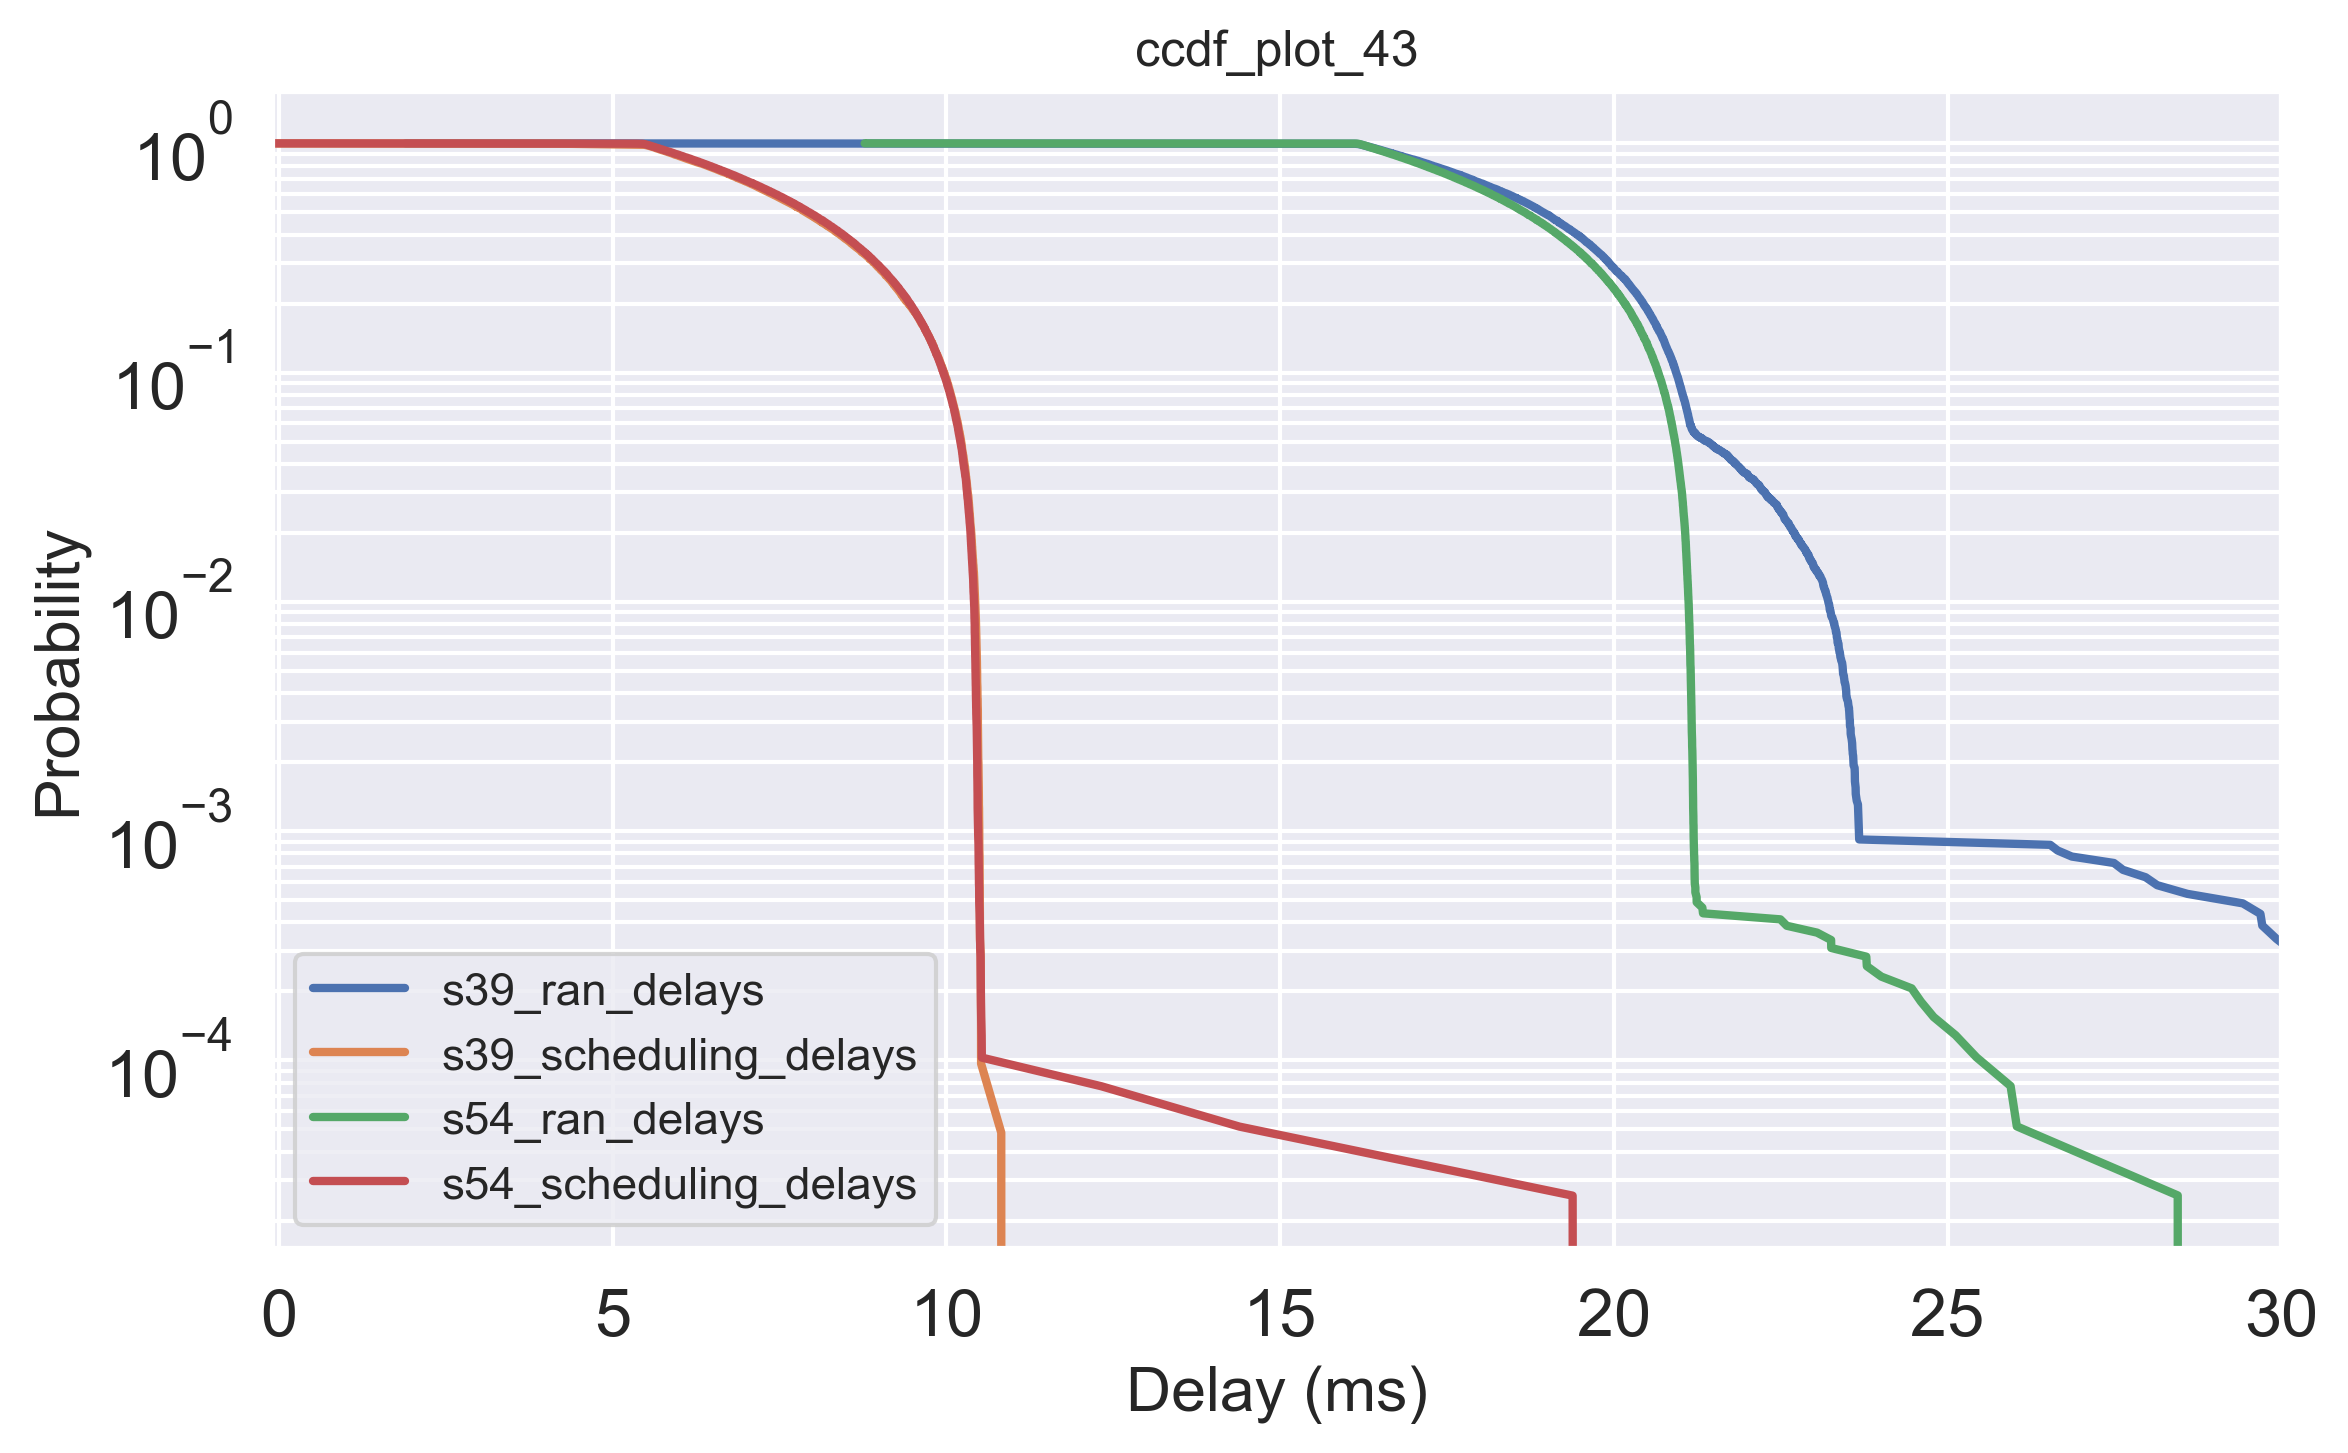 ccdf_plot_43
10^0
10^−1
10^−2
10^−3
10^−4
Probability
s39_ran_delays
s39_scheduling_delays
s54_ran_delays
s54_scheduling_delays
0 5 10 15 20 25 30
Delay (ms)